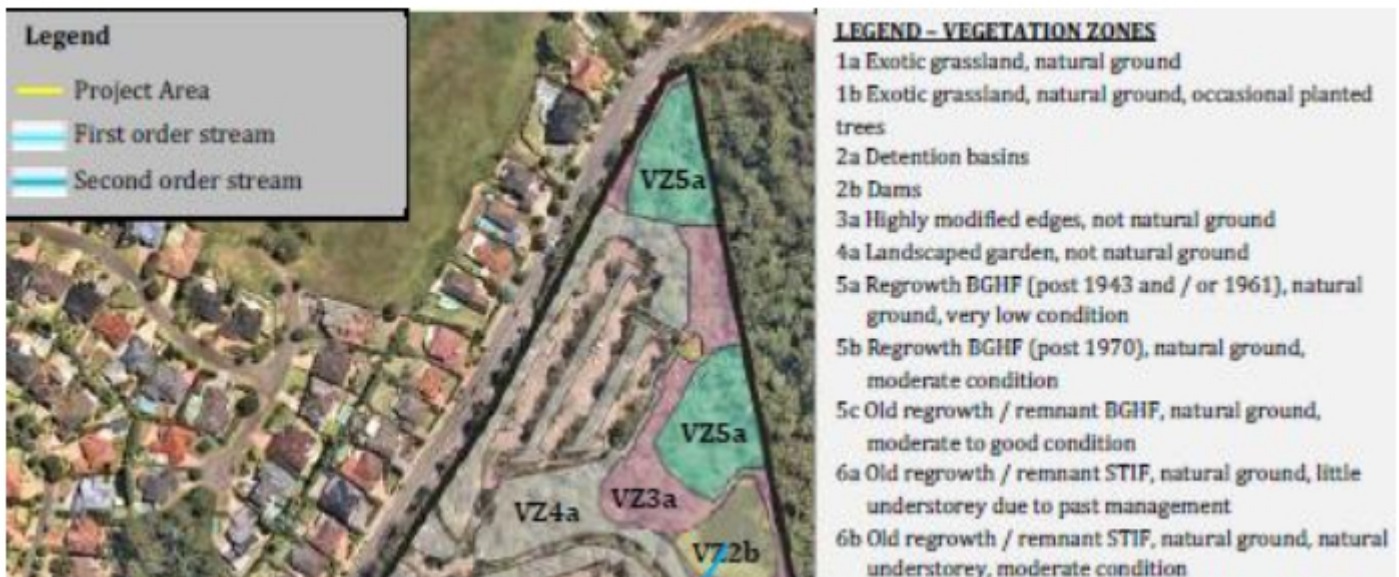 Legend
Project Area
First order stream
Second order stream
VZ5a
VZ5a
VZ3a
VZ4a
VZ2b
LEGEND – VEGETATION ZONES
1a Exotic grassland, natural ground
1b Exotic grassland, natural ground, occasional planted
trees
2a Detention basins
2b Dams
3a Highly modified edges, not natural ground
4a Landscaped garden, not natural ground
5a Regrowth BGHF (post 1943 and / or 1961), natural
ground, very low condition
5b Regrowth BGHF (post 1970), natural ground,
moderate condition
5c Old regrowth / remnant BGHF, natural ground,
moderate to good condition
6a Old regrowth / remnant STIF, natural ground, little
understorey due to past management
6b Old regrowth / remnant STIF, natural ground, natural
understorey, moderate condition